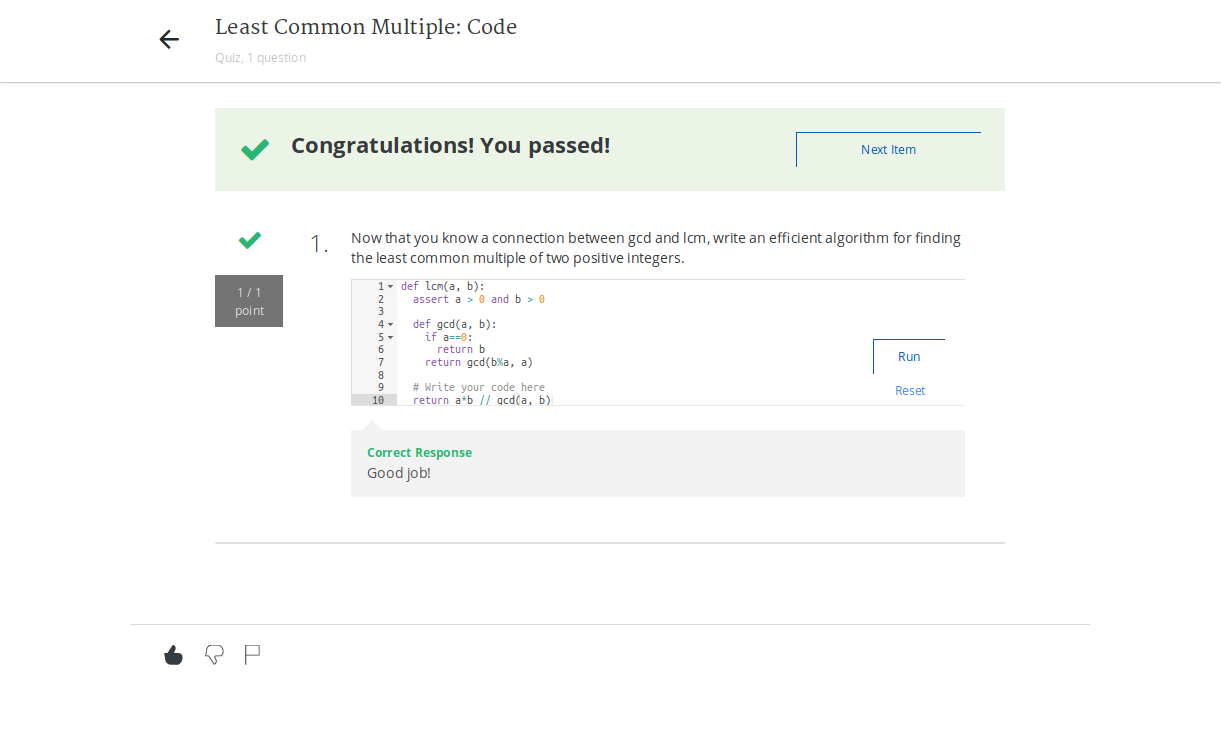 Least Common Multiple: Code
Quiz, 1 question
Congratulations! You passed!
Next Item
1 / 1
point
1.
Now that you know a connection between gcd and lcm, write an efficient algorithm for finding
the least common multiple of two positive integers.
1 def lcm(a, b):
2   assert a > 0 and b > 0
3
4   def gcd(a, b):
5     if a==0:
6       return b
7     return gcd(b%a, a)
8
9   # Write your code here
10   return a*b // gcd(a, b)
Run
Reset
Correct Response
Good job!